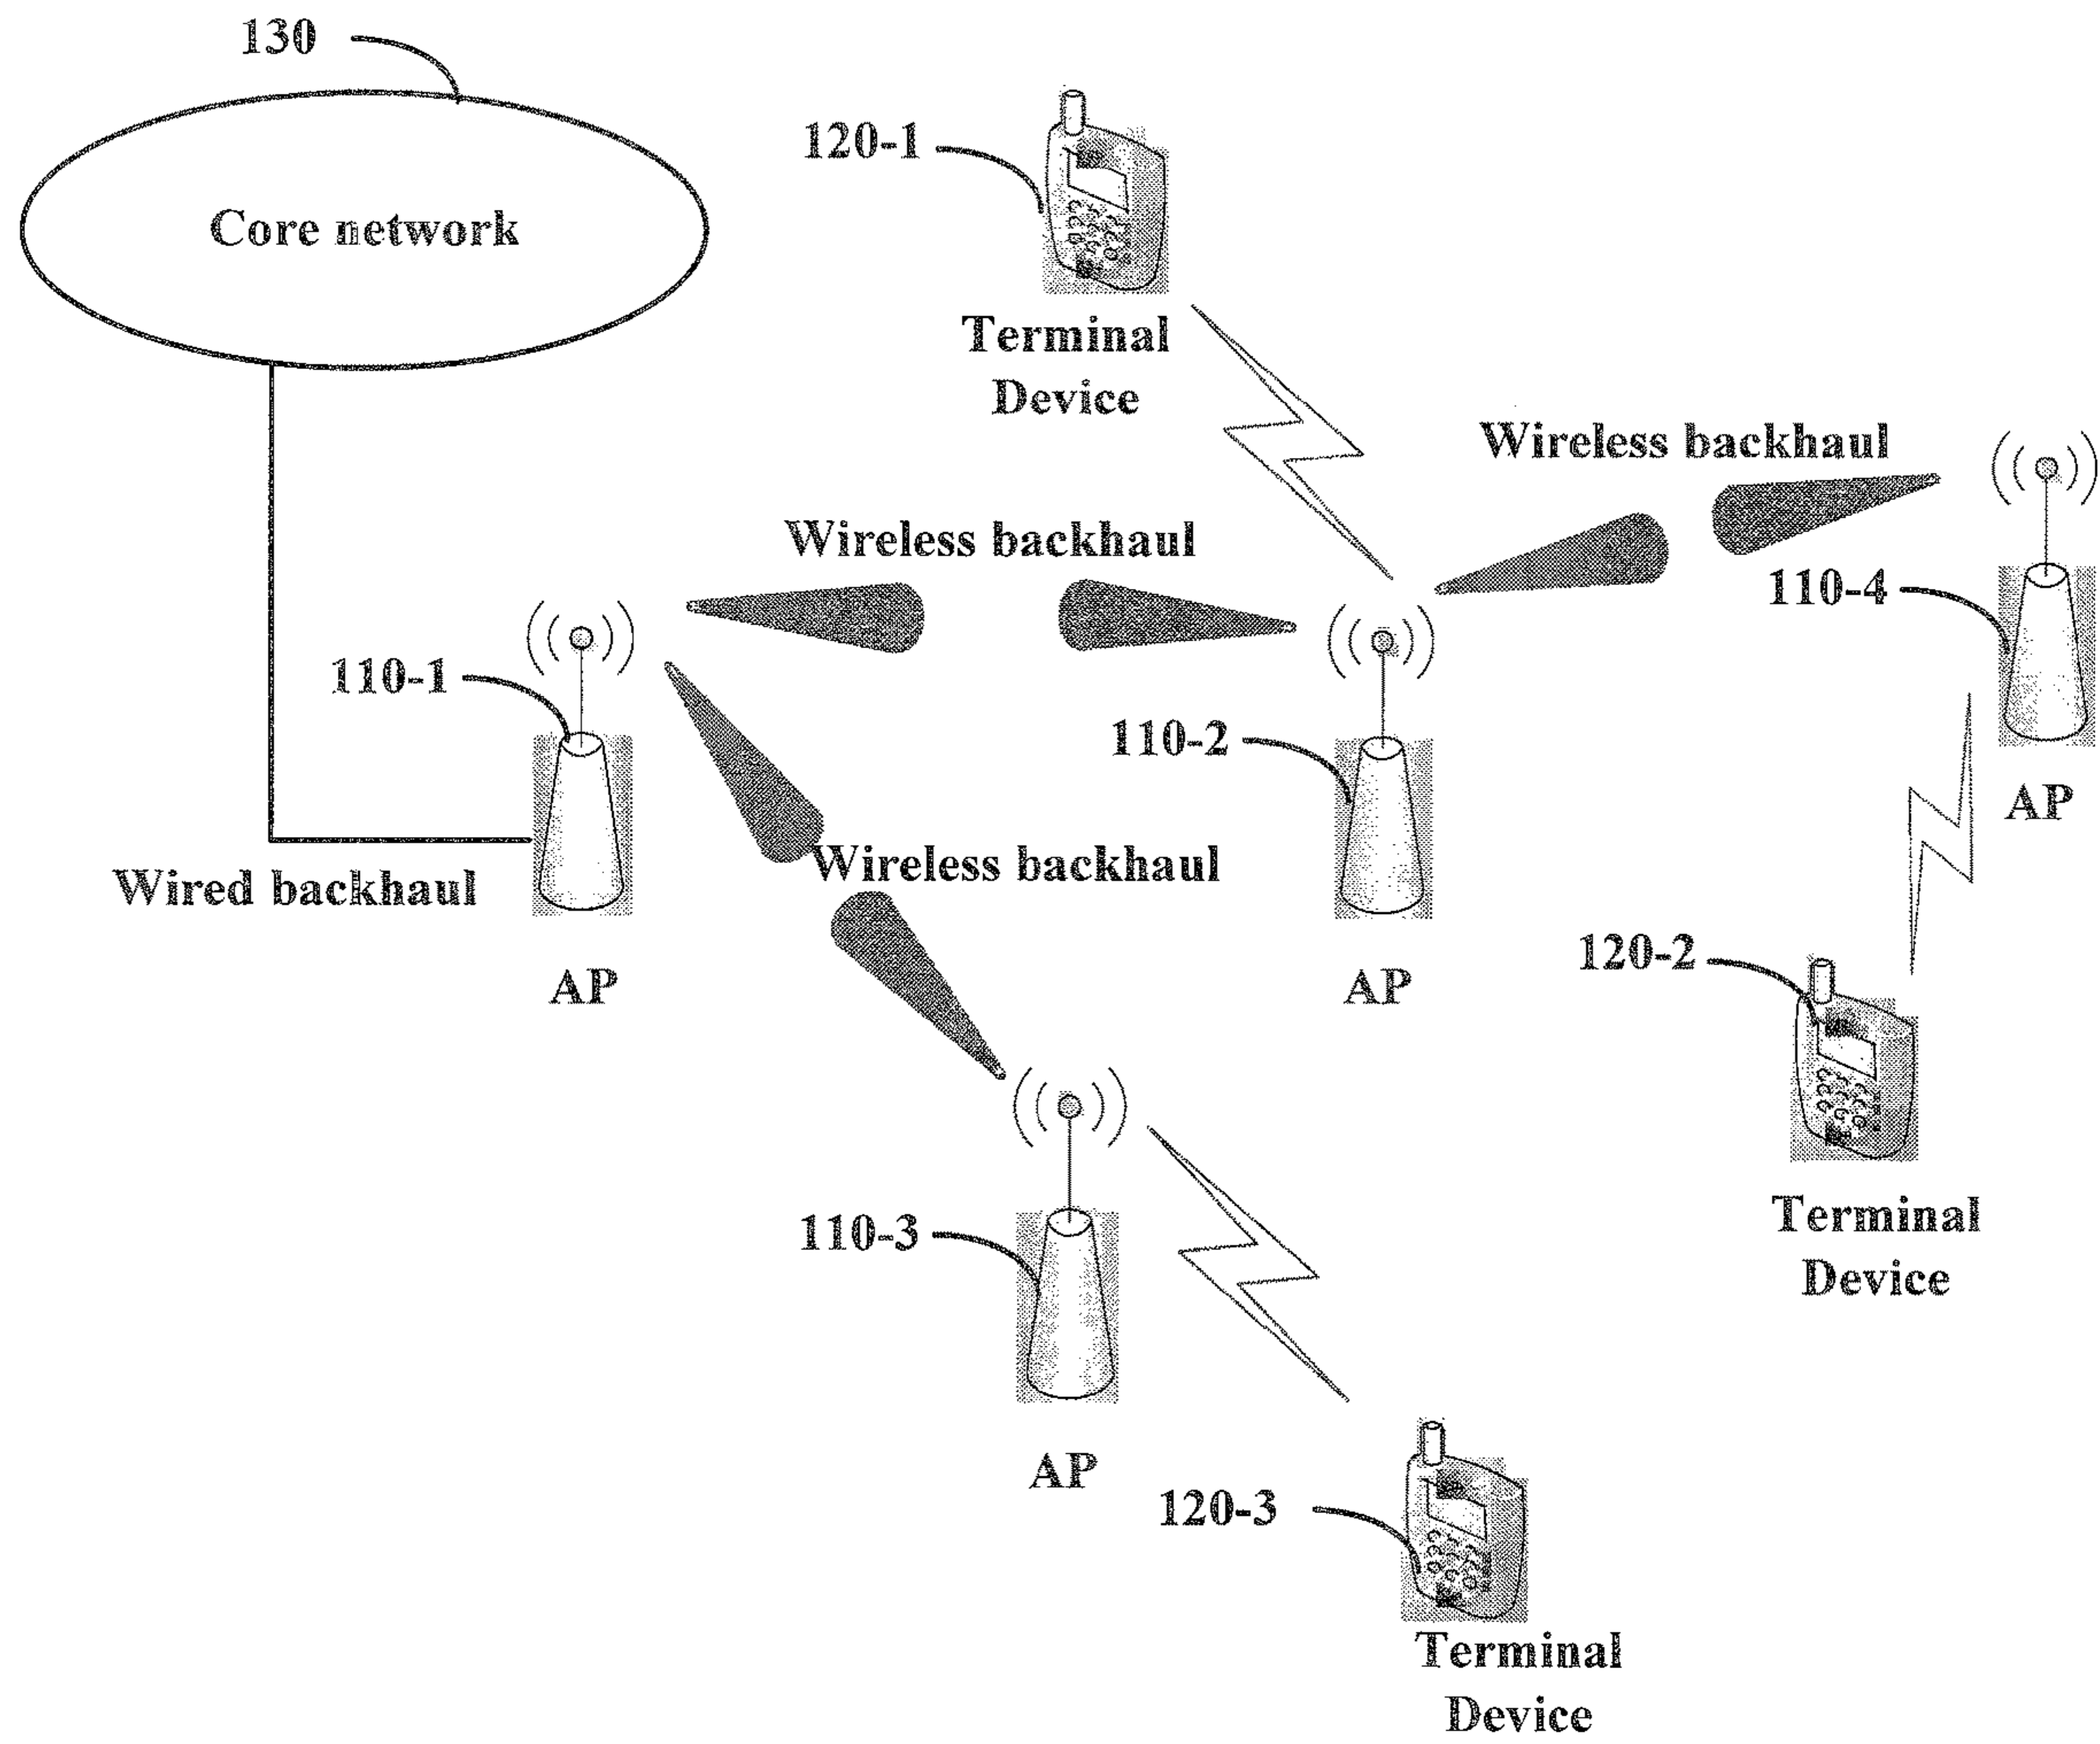 130
Core network
120-1
Terminal
Device
Wireless backhaul
Wireless backhaul
110-4
110-1
110-2
AP
Wireless backhaul
Wired backhaul
120-2
AP
AP
110-3
Terminal
Device
AP
120-3
Terminal
Device